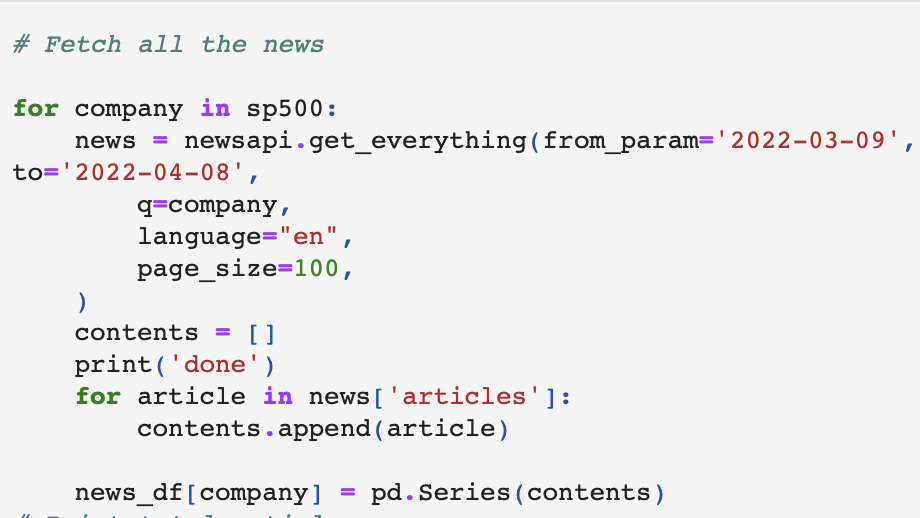 # Fetch all the news
for company in sp500:
    news = newsapi.get_everything(from_param='2022-03-09',
to='2022-04-08',
        q=company,
        language="en",
        page_size=100,
    )
    contents = []
    print('done')
    for article in news['articles']:
        contents.append(article)
    news_df[company] = pd.Series(contents)